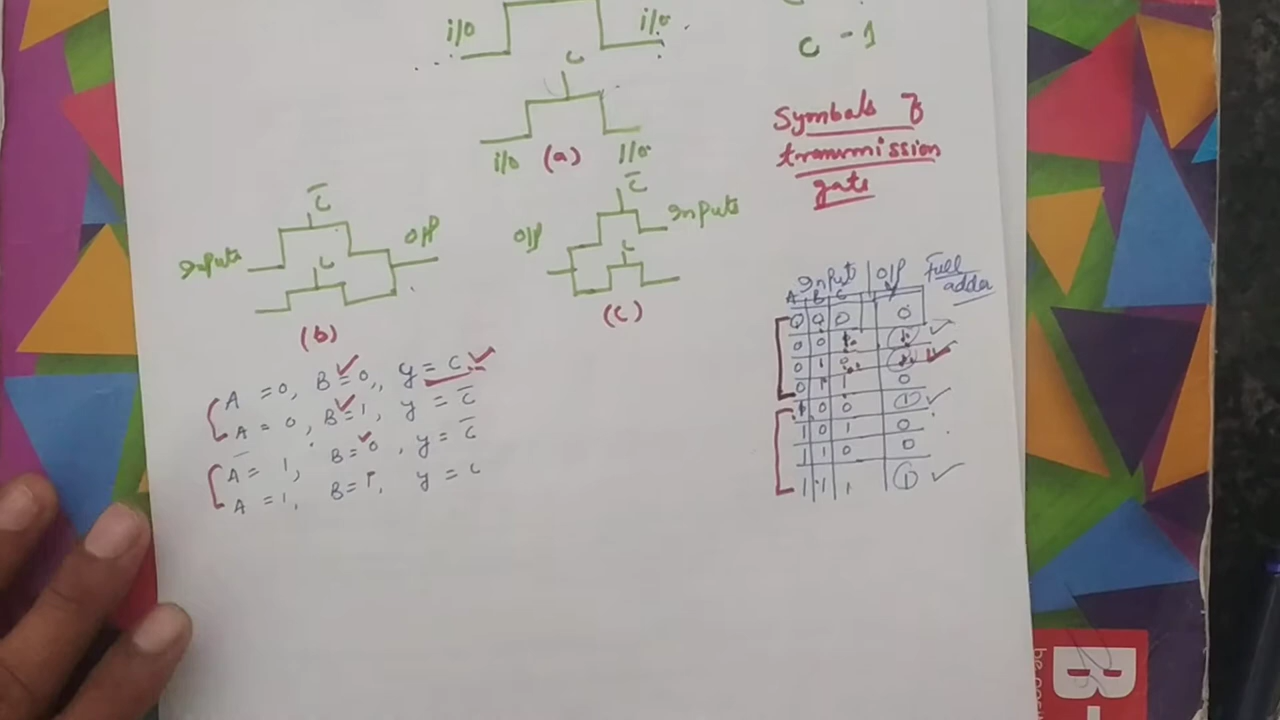 i/o i/o
C - 1
C
i/o (a) i/o
Symbols of
transmission
gate
C̅ C̅
Inputs O/P O/P Inputs
C C
(b) (c)
Input O/P Full
adder
A B C
0 0 0 0
0 0 1 1
0 1 0 1
0 1 1 0
1 0 0 1
1 0 1 0
1 1 0 0
1 1 1 1
A = 0, B = 0, y = C
A = 0, B = 1, y = C̅
A = 1, B = 0, y = C̅
A = 1, B = 1, y = C
B-